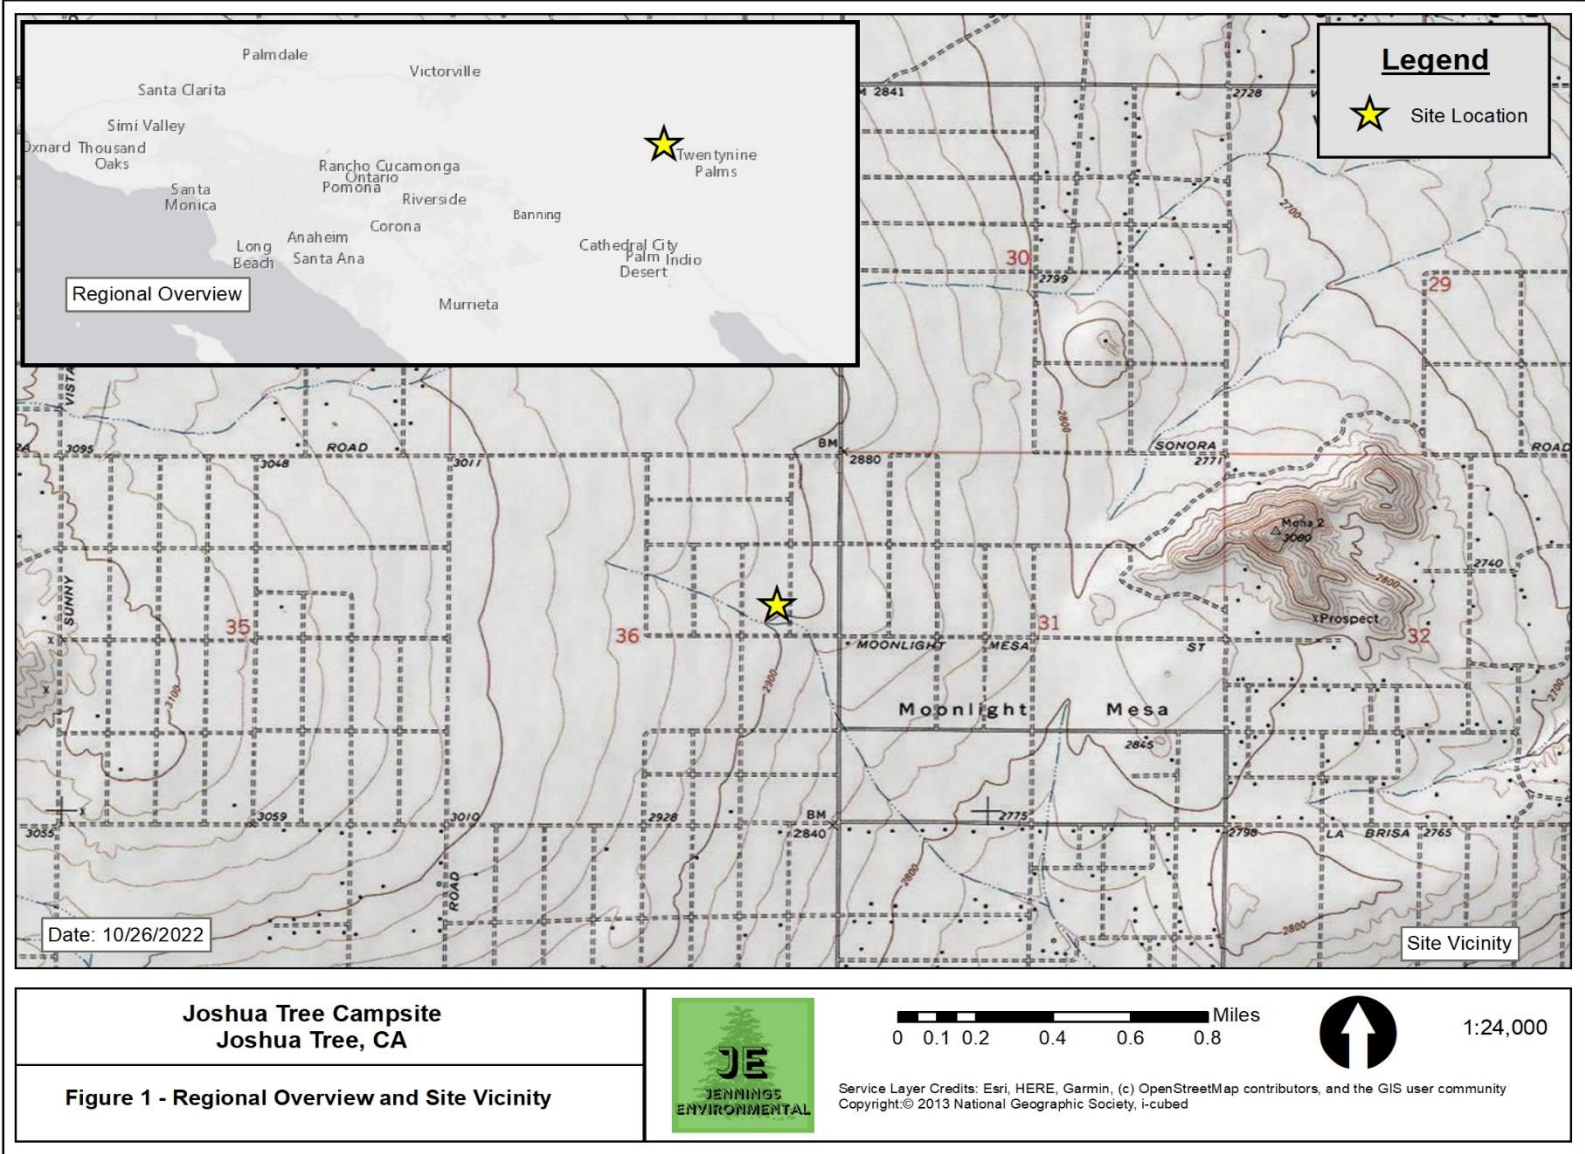 Palmdale
Victorville
Santa Clarita
Simi Valley
Oxnard Thousand
Oaks
Santa
Monica
Rancho Cucamonga
Ontario
Pomona
Riverside
Corona
Banning
Twentynine
Palms
Long
Beach
Anaheim
Santa Ana
Cathedral City
Palm Indio
Desert
Murrieta
Regional Overview
Legend
Site Location
2841
2728
2700
30
2799
29
2800
VISTA
3095
ROAD
3048
3011
BM
2880
SONORA
2771
ROAD
Mona 2
3080
2740
2800
SUNNY
35
36
31
xProspect
32
MOONLIGHT MESA ST
3100
2900
2700
Moonlight Mesa
2845
3055
3059
3010
2928
BM
2840
2775
2798
LA BRISA 2765
ROAD
2800
2800
Date: 10/26/2022
Site Vicinity
Joshua Tree Campsite
Joshua Tree, CA
Figure 1 - Regional Overview and Site Vicinity
JE
JENNINGS
ENVIRONMENTAL
Miles
0 0.1 0.2 0.4 0.6 0.8
1:24,000
Service Layer Credits: Esri, HERE, Garmin, (c) OpenStreetMap contributors, and the GIS user community
Copyright:© 2013 National Geographic Society, i-cubed